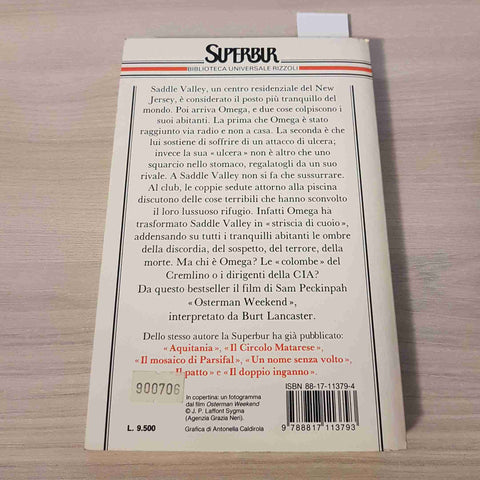 SUPERBUR
BIBLIOTECA UNIVERSALE RIZZOLI
Saddle Valley, un centro residenziale del New
Jersey, è considerato il posto più tranquillo del
mondo. Poi arriva Omega, e due cose colpiscono i
suoi abitanti. La prima che Omega è stato
raggiunto via radio e non a casa. La seconda è che
lui sostiene di soffrire di un attacco di ulcera;
invece la sua «ulcera» non è altro che uno
squarcio nello stomaco, regalatogli da un suo
rivale. A Saddle Valley non si fa che sussurrare.
Al club, le coppie sedute attorno alla piscina
discutono delle cose terribili che hanno sconvolto
il loro lussuoso rifugio. Infatti Omega ha
trasformato Saddle Valley in «striscia di cuoio»,
addensando su tutti i tranquilli abitanti le ombre
della discordia, del sospetto, del terrore, della
morte. Ma chi è Omega? Le «colombe» del
Cremlino o i dirigenti della CIA?
Da questo bestseller il film di Sam Peckinpah
«Osterman Weekend»,
interpretato da Burt Lancaster.
Dello stesso autore la Superbur ha già pubblicato:
«Aquitania», «Il Circolo Matarese»,
«Il mosaico di Parsifal», «Un nome senza volto»,
«Il patto» e «Il doppio inganno».
900706
L. 9.500
In copertina: un fotogramma
dal film Osterman Weekend
© J. P. Laffont Sygma
(Agenzia Grazia Neri).
Grafica di Antonella Caldirola
ISBN 88-17-11379-4
9 788817 113793